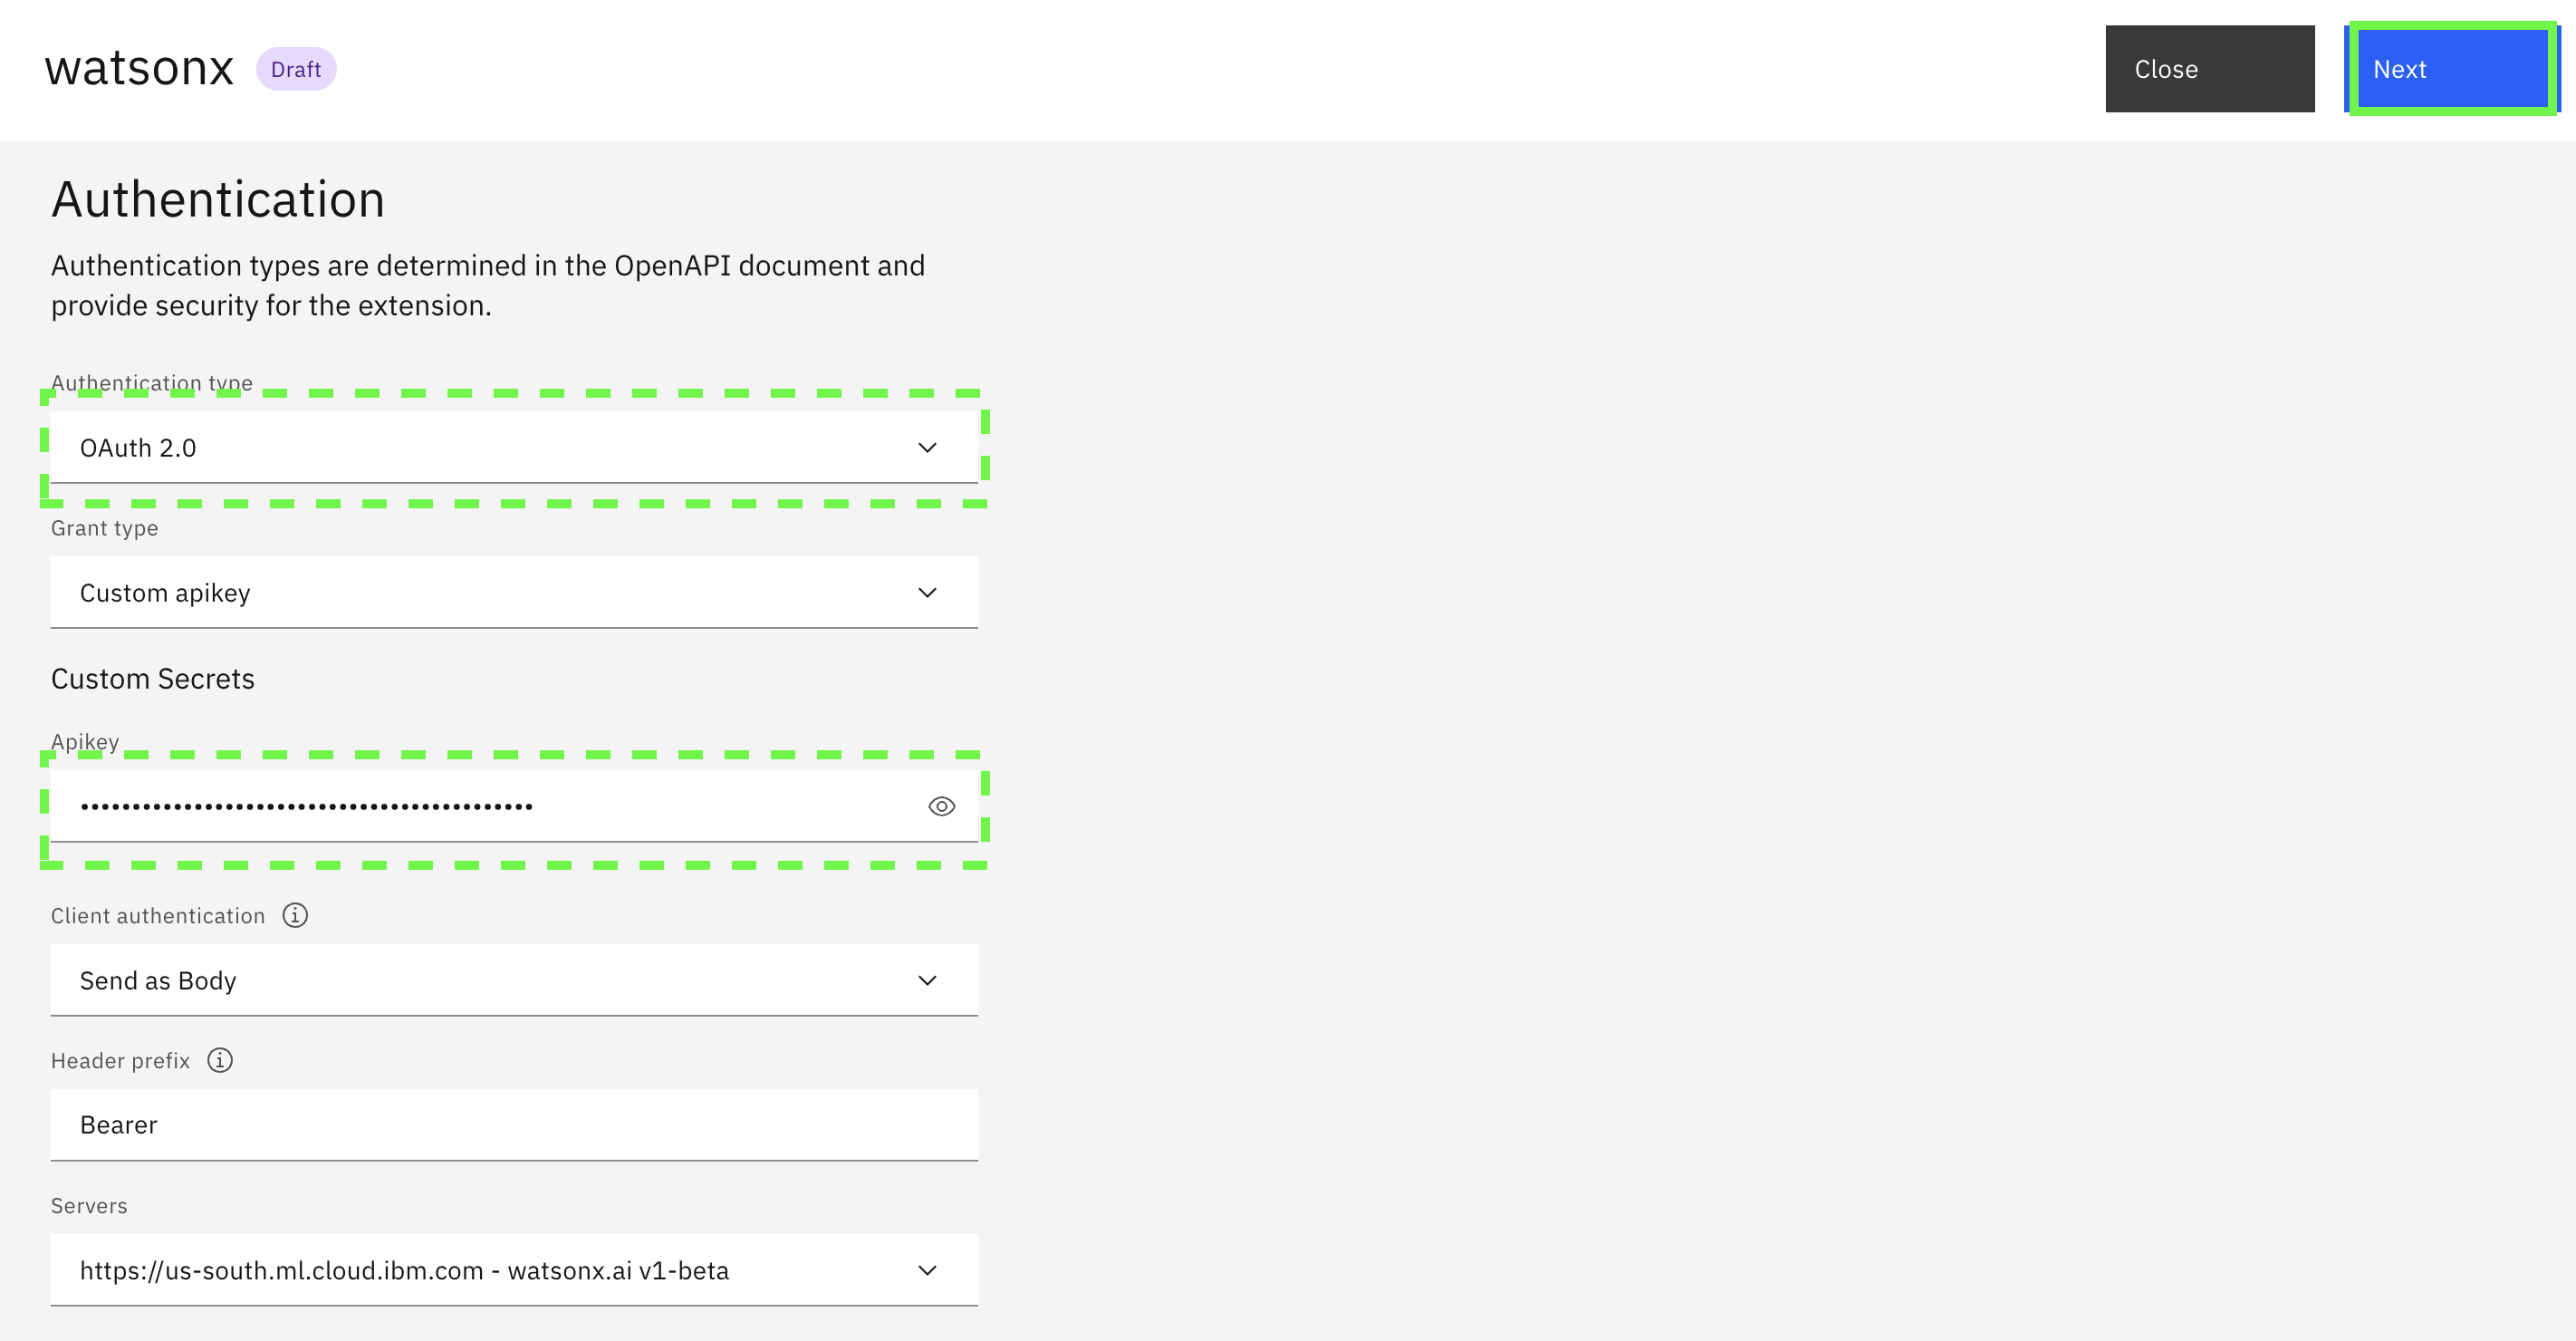 watsonx Draft
Close
Next
Authentication
Authentication types are determined in the OpenAPI document and
provide security for the extension.
Authentication type
OAuth 2.0
Grant type
Custom apikey
Custom Secrets
Apikey
••••••••••••••••••••••••••••••••••••••••••••
Client authentication
Send as Body
Header prefix
Bearer
Servers
https://us-south.ml.cloud.ibm.com - watsonx.ai v1-beta